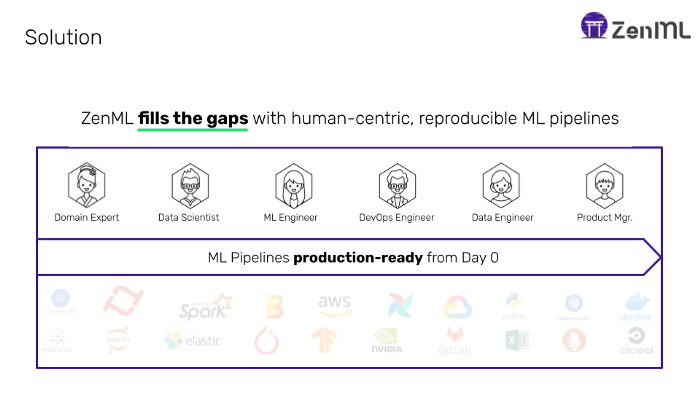 Solution
ZenML
ZenML fills the gaps with human-centric, reproducible ML pipelines
Domain Expert
Data Scientist
ML Engineer
DevOps Engineer
Data Engineer
Product Mgr.
ML Pipelines production-ready from Day 0
Spark
aws
python
docker
jupyter
elastic
NVIDIA
GitLab
circleci